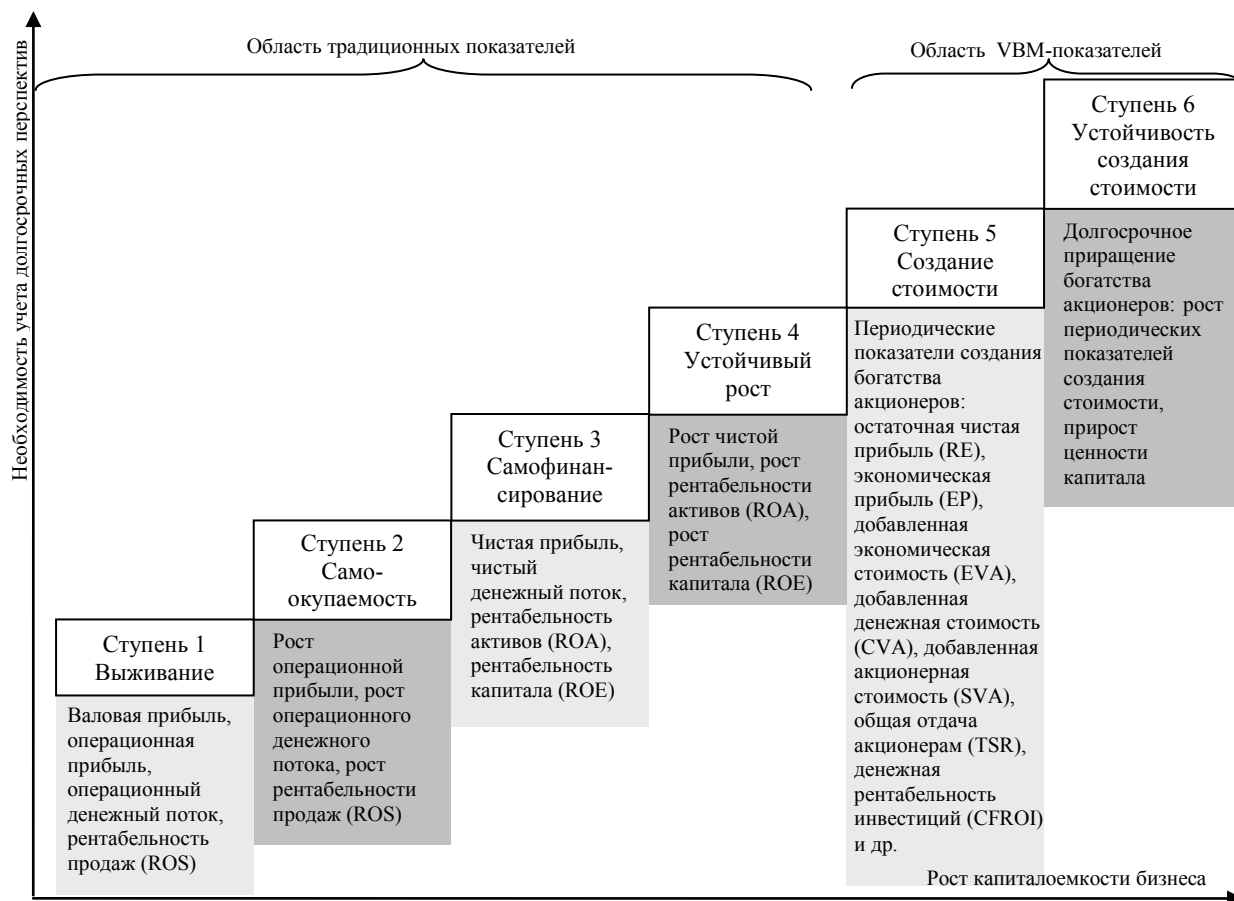 Необходимость учета долгосрочных перспектив
Область традиционных показателей
Область VBM-показателей
Ступень 1
Выживание
Валовая прибыль,
операционная
прибыль,
операционный
денежный поток,
рентабельность
продаж (ROS)
Ступень 2
Само-
окупаемость
Рост
операционной
прибыли, рост
операционного
денежного
потока, рост
рентабельности
продаж (ROS)
Ступень 3
Самофинан-
сирование
Чистая прибыль,
чистый
денежный поток,
рентабельность
активов (ROA),
рентабельность
капитала (ROE)
Ступень 4
Устойчивый
рост
Рост чистой
прибыли, рост
рентабельности
активов (ROA),
рост
рентабельности
капитала (ROE)
Ступень 5
Создание
стоимости
Периодические
показатели создания
богатства
акционеров:
остаточная чистая
прибыль (RE),
экономическая
прибыль (EP),
добавленная
экономическая
стоимость (EVA),
добавленная
денежная стоимость
(CVA), добавленная
акционерная
стоимость (SVA),
общая отдача
акционерам (TSR),
денежная
рентабельность
инвестиций (CFROI)
и др.
Ступень 6
Устойчивость
создания
стоимости
Долгосрочное
приращение
богатства
акционеров: рост
периодических
показателей
создания
стоимости,
прирост
ценности
капитала
Рост капиталоемкости бизнеса